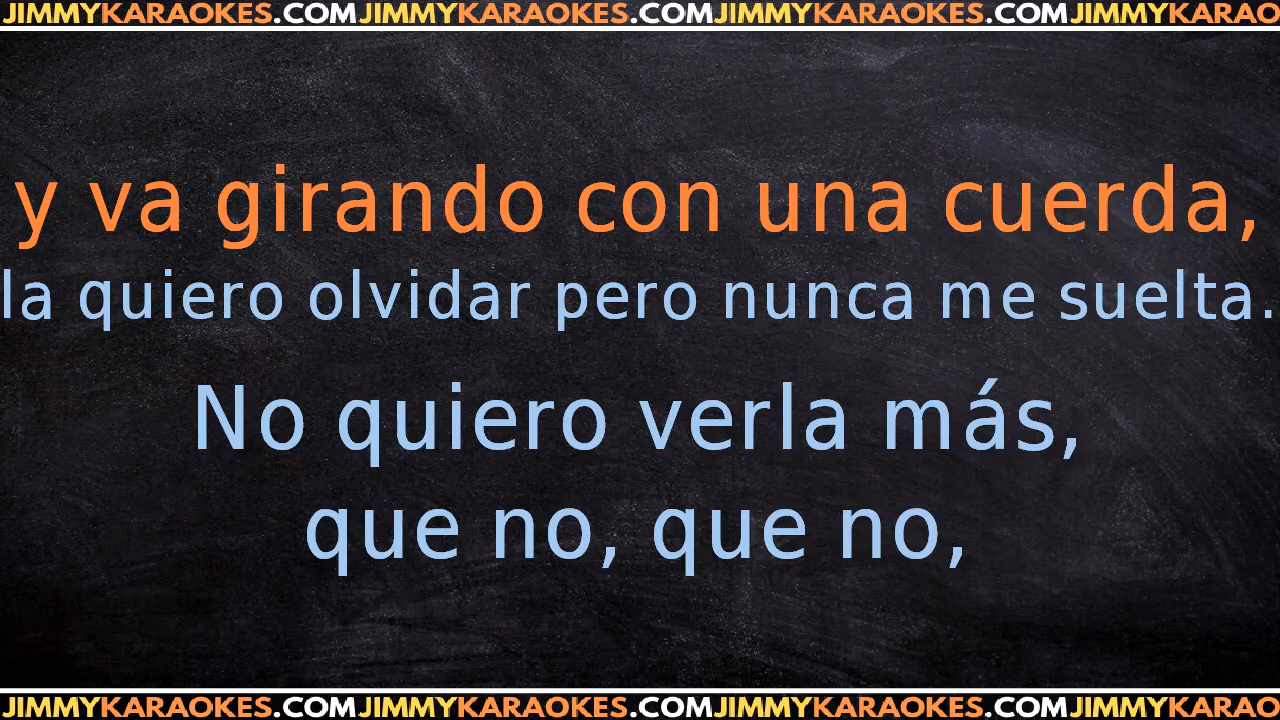 JIMMYKARAOKES.COMJIMMYKARAOKES.COMJIMMYKARAOKES.COMJIMMYKARAO
y va girando con una cuerda,
la quiero olvidar pero nunca me suelta.
No quiero verla más,
que no, que no,
JIMMYKARAOKES.COMJIMMYKARAOKES.COMJIMMYKARAOKES.COMJIMMYKARAO